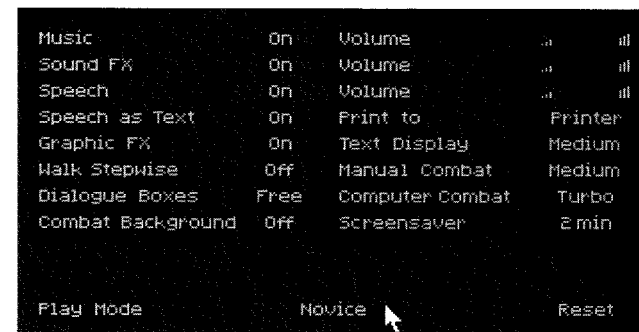 Music On Volume
Sound FX On Volume
Speech On Volume
Speech as Text On Print to Printer
Graphic FX On Text Display Medium
Walk Stepwise Off Manual Combat Medium
Dialogue Boxes Free Computer Combat Turbo
Combat Background Off Screensaver 2 min
Play Mode Novice Reset